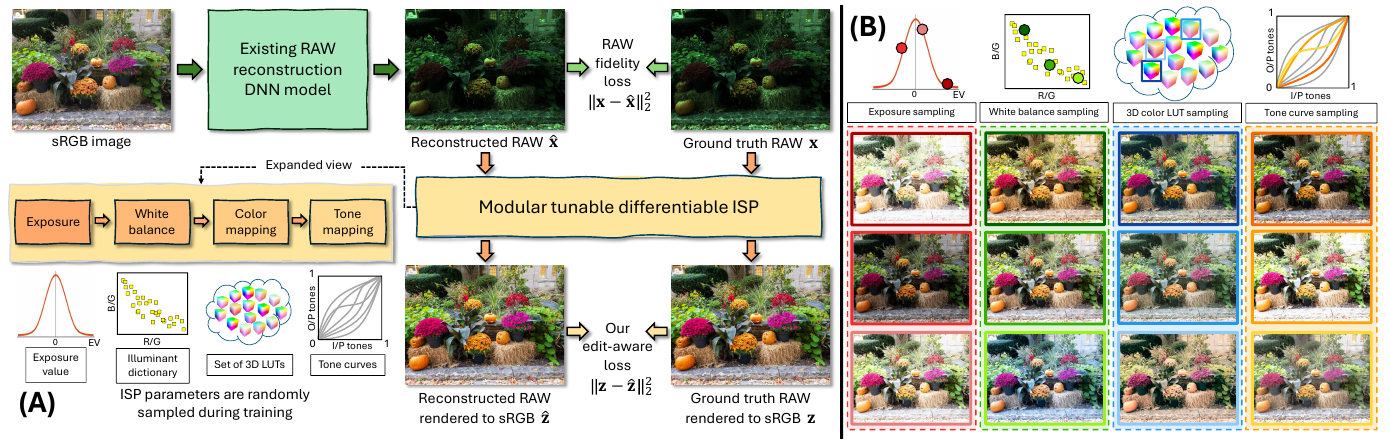 Existing RAW
reconstruction
DNN model
RAW
fidelity
loss
‖x − x̂‖₂²
sRGB image
Reconstructed RAW x̂
Ground truth RAW x
Expanded view
Modular tunable differentiable ISP
Exposure
White
balance
Color
mapping
Tone
mapping
0
EV
Exposure
value
B/G
R/G
Illuminant
dictionary
Set of 3D LUTs
1
O/P tones
I/P tones
1
Tone curves
ISP parameters are randomly
sampled during training
(A)
Our
edit-aware
loss
‖z − ẑ‖₂²
Reconstructed RAW
rendered to sRGB ẑ
Ground truth RAW
rendered to sRGB z
(B)
0
EV
B/G
R/G
1
O/P tones
I/P tones
1
Exposure sampling
White balance sampling
3D color LUT sampling
Tone curve sampling